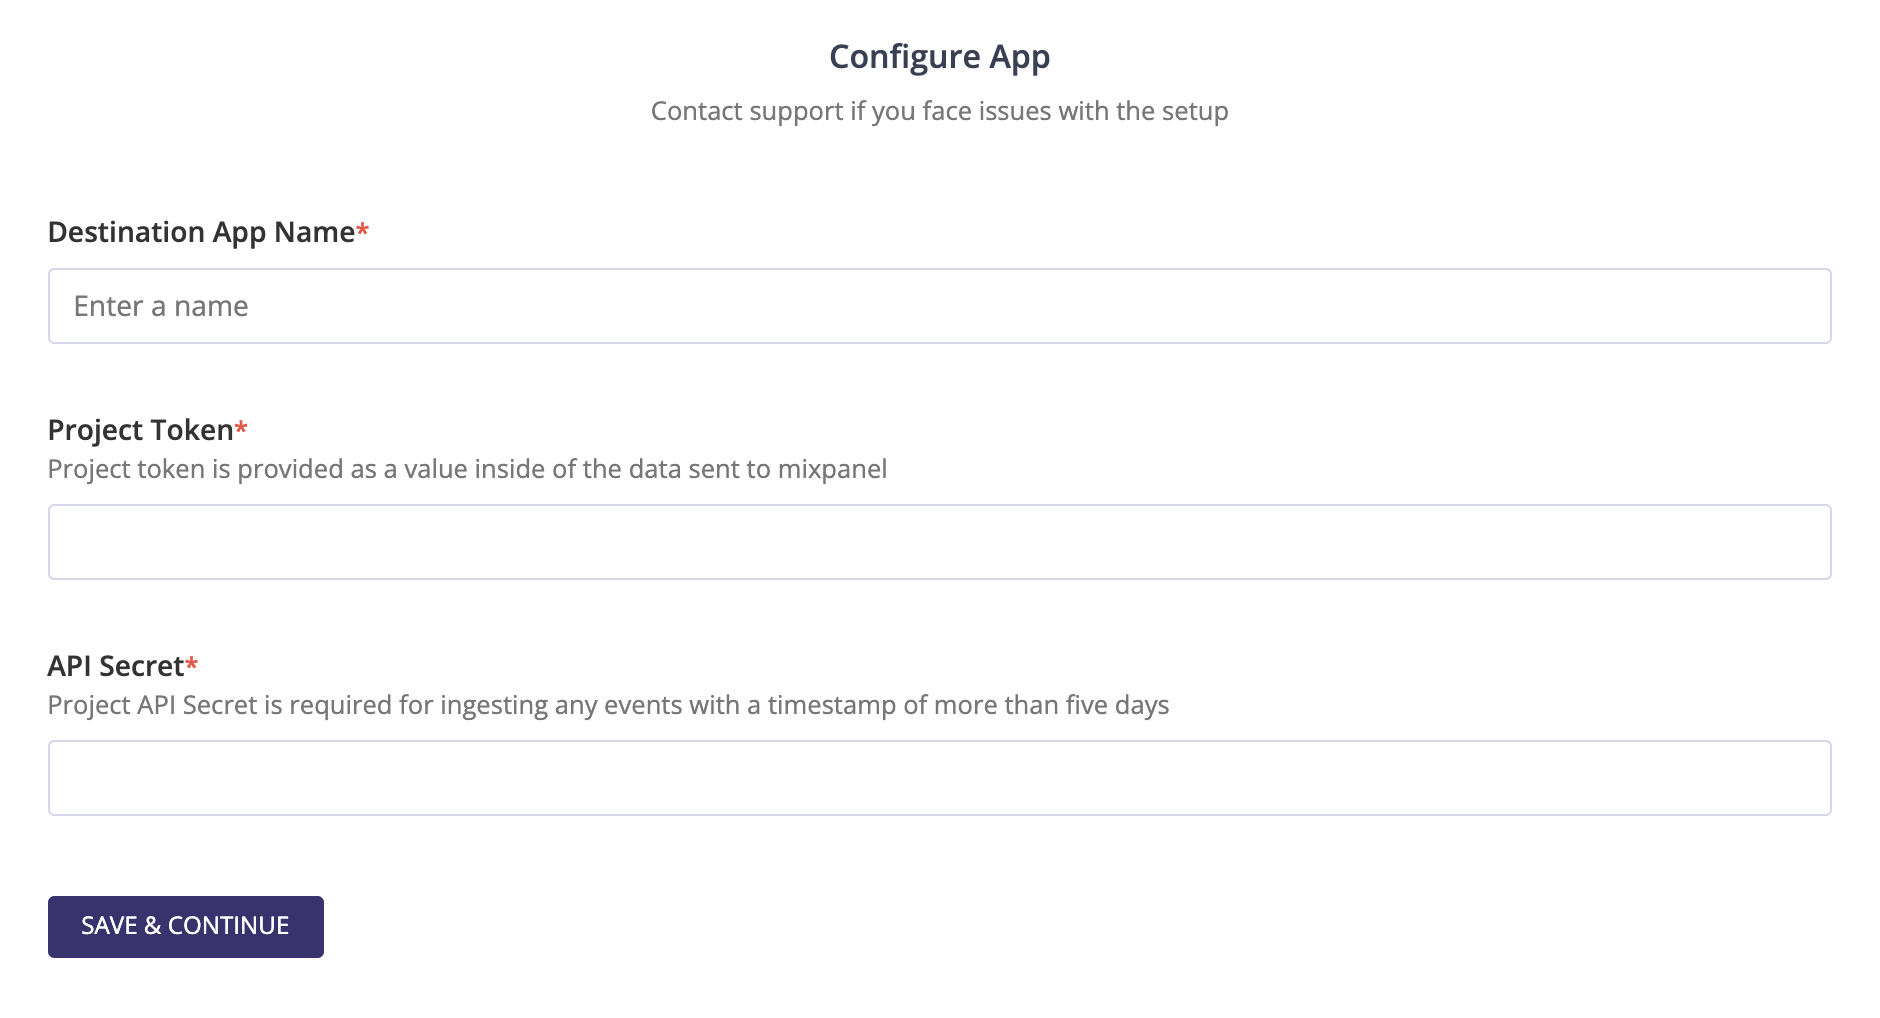 Configure App
Contact support if you face issues with the setup
Destination App Name*
Enter a name
Project Token*
Project token is provided as a value inside of the data sent to mixpanel
API Secret*
Project API Secret is required for ingesting any events with a timestamp of more than five days
SAVE & CONTINUE